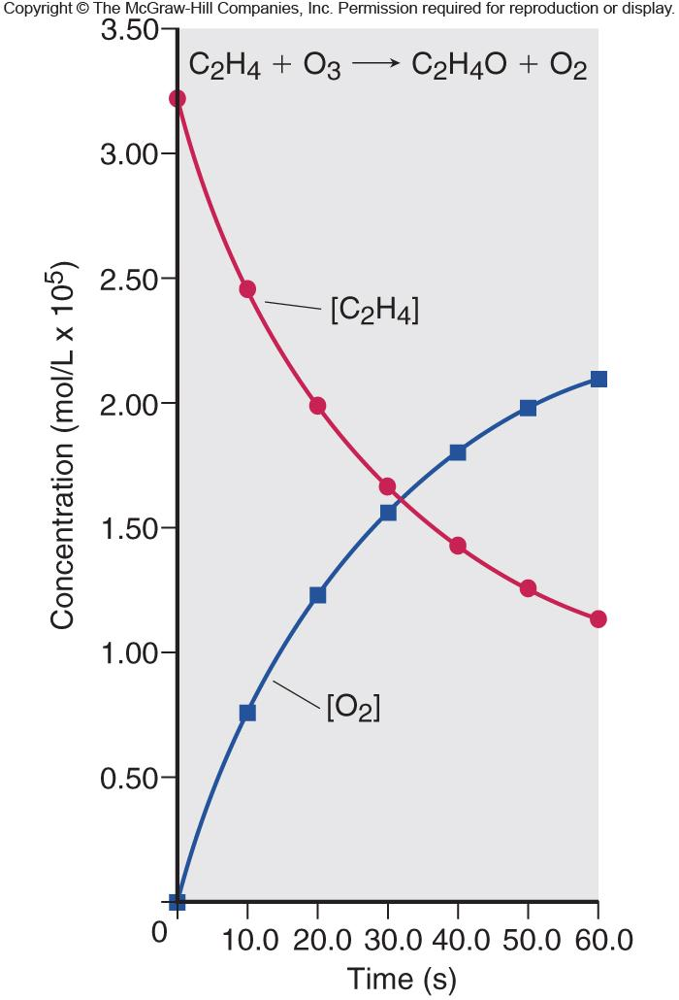 Copyright © The McGraw-Hill Companies, Inc. Permission required for reproduction or display.
C2H4 + O3 → C2H4O + O2
3.50
3.00
2.50
2.00
1.50
1.00
0.50
0
Concentration (mol/L x 10⁵)
[C2H4]
[O2]
10.0 20.0 30.0 40.0 50.0 60.0
Time (s)